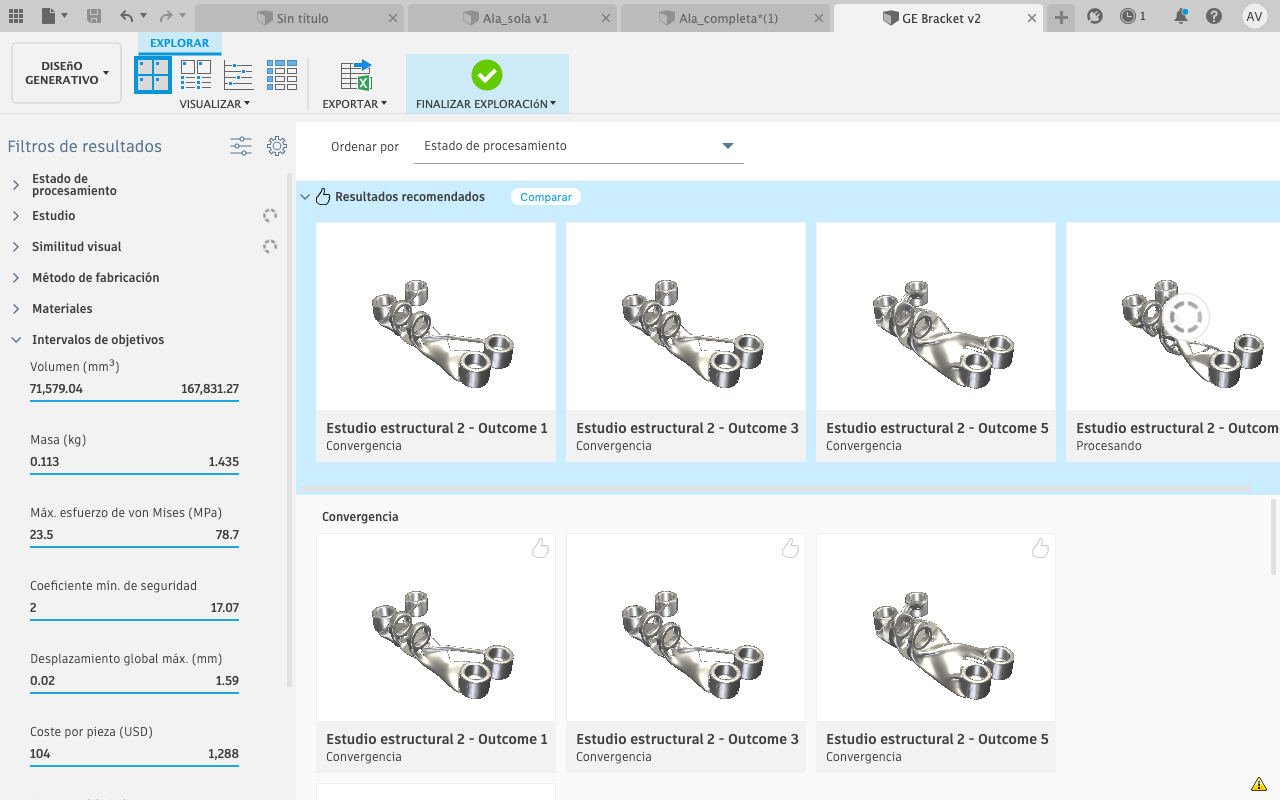 Sin título
Ala_sola v1
Ala_completa*(1)
GE Bracket v2
1
AV
EXPLORAR
DISEñO
GENERATIVO
VISUALIZAR
EXPORTAR
FINALIZAR EXPLORACIóN
Filtros de resultados
Estado de
procesamiento
Estudio
Similitud visual
Método de fabricación
Materiales
Intervalos de objetivos
Volumen (mm³)
71,579.04 167,831.27
Masa (kg)
0.113 1.435
Máx. esfuerzo de von Mises (MPa)
23.5 78.7
Coeficiente mín. de seguridad
2 17.07
Desplazamiento global máx. (mm)
0.02 1.59
Coste por pieza (USD)
104 1,288
Ordenar por Estado de procesamiento
Resultados recomendados Comparar
Estudio estructural 2 - Outcome 1
Convergencia
Estudio estructural 2 - Outcome 3
Convergencia
Estudio estructural 2 - Outcome 5
Convergencia
Estudio estructural 2 - Outcom
Procesando
Convergencia
Estudio estructural 2 - Outcome 1
Convergencia
Estudio estructural 2 - Outcome 3
Convergencia
Estudio estructural 2 - Outcome 5
Convergencia